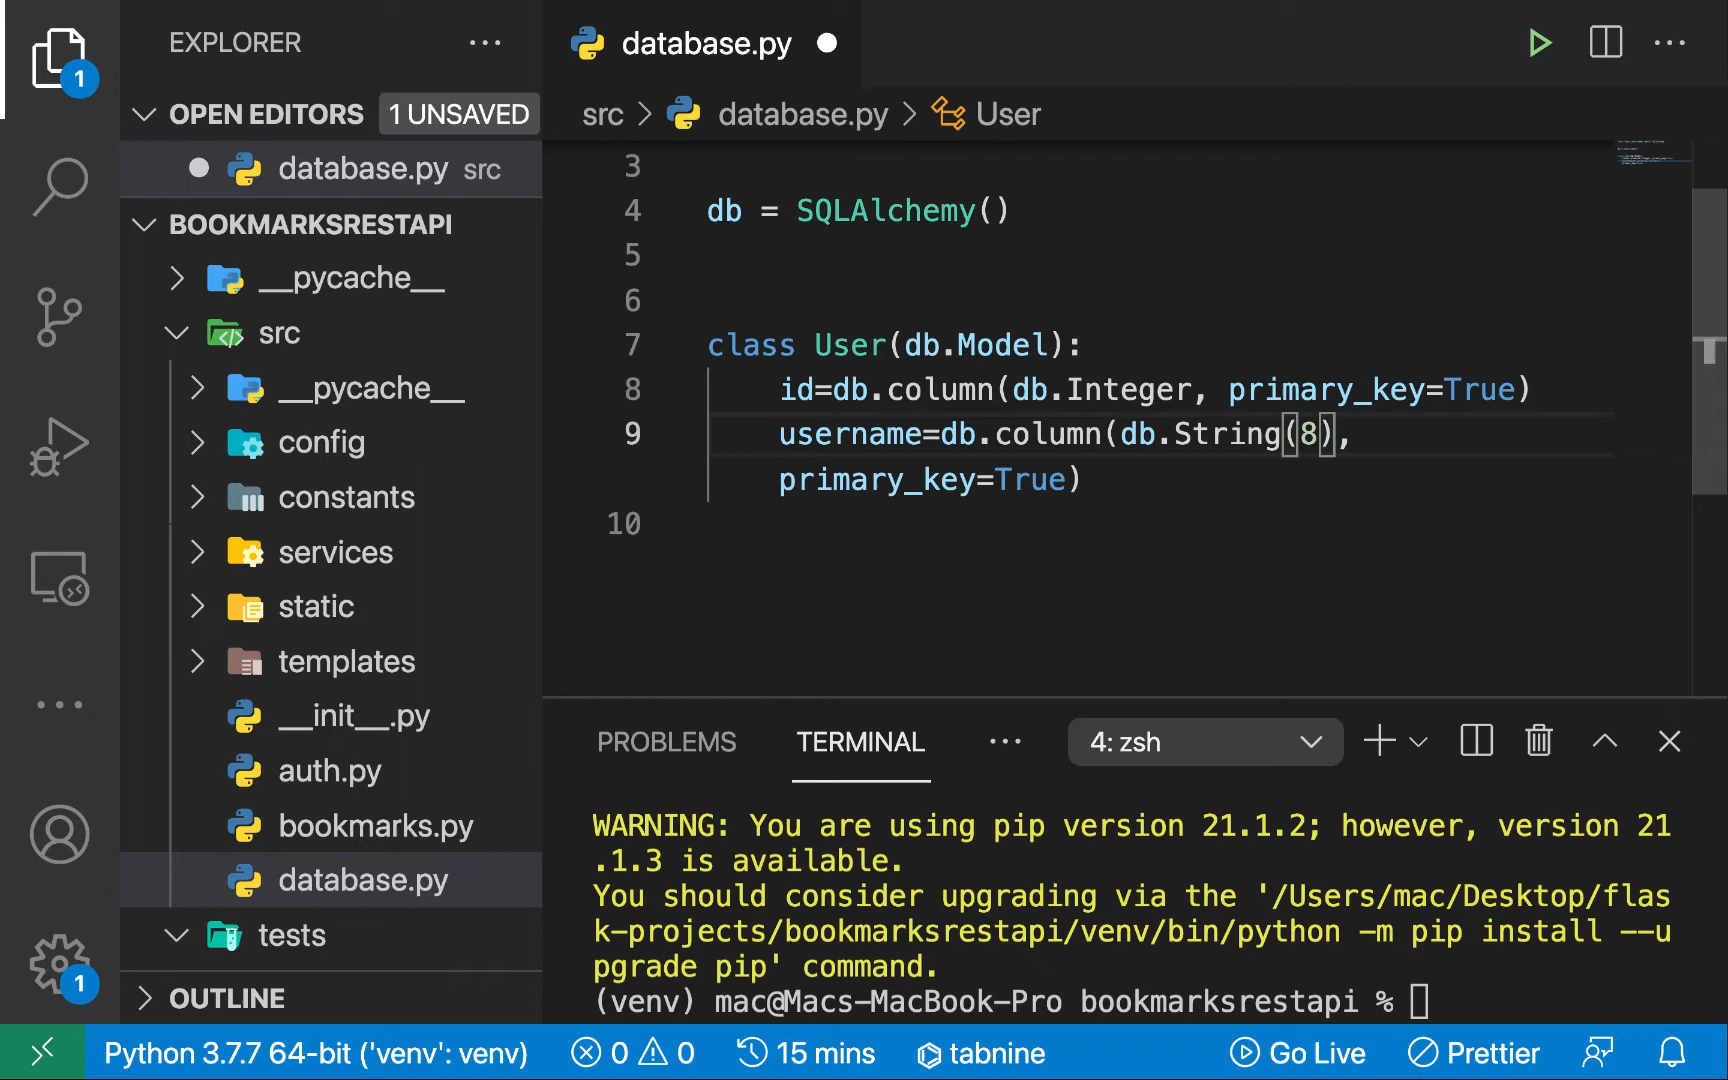 EXPLORER
OPEN EDITORS 1 UNSAVED
database.py src
BOOKMARKSRESTAPI
__pycache__
src
__pycache__
config
constants
services
static
templates
__init__.py
auth.py
bookmarks.py
database.py
tests
OUTLINE
1
1
database.py
src > database.py > User
3
4 db = SQLAlchemy()
5
6
7 class User(db.Model):
8 id=db.column(db.Integer, primary_key=True)
9 username=db.column(db.String(8),
primary_key=True)
10
PROBLEMS TERMINAL 4: zsh
WARNING: You are using pip version 21.1.2; however, version 21
.1.3 is available.
You should consider upgrading via the '/Users/mac/Desktop/flas
k-projects/bookmarksrestapi/venv/bin/python -m pip install --u
pgrade pip' command.
(venv) mac@Macs-MacBook-Pro bookmarksrestapi %
Python 3.7.7 64-bit ('venv': venv) 0 0 15 mins tabnine Go Live Prettier